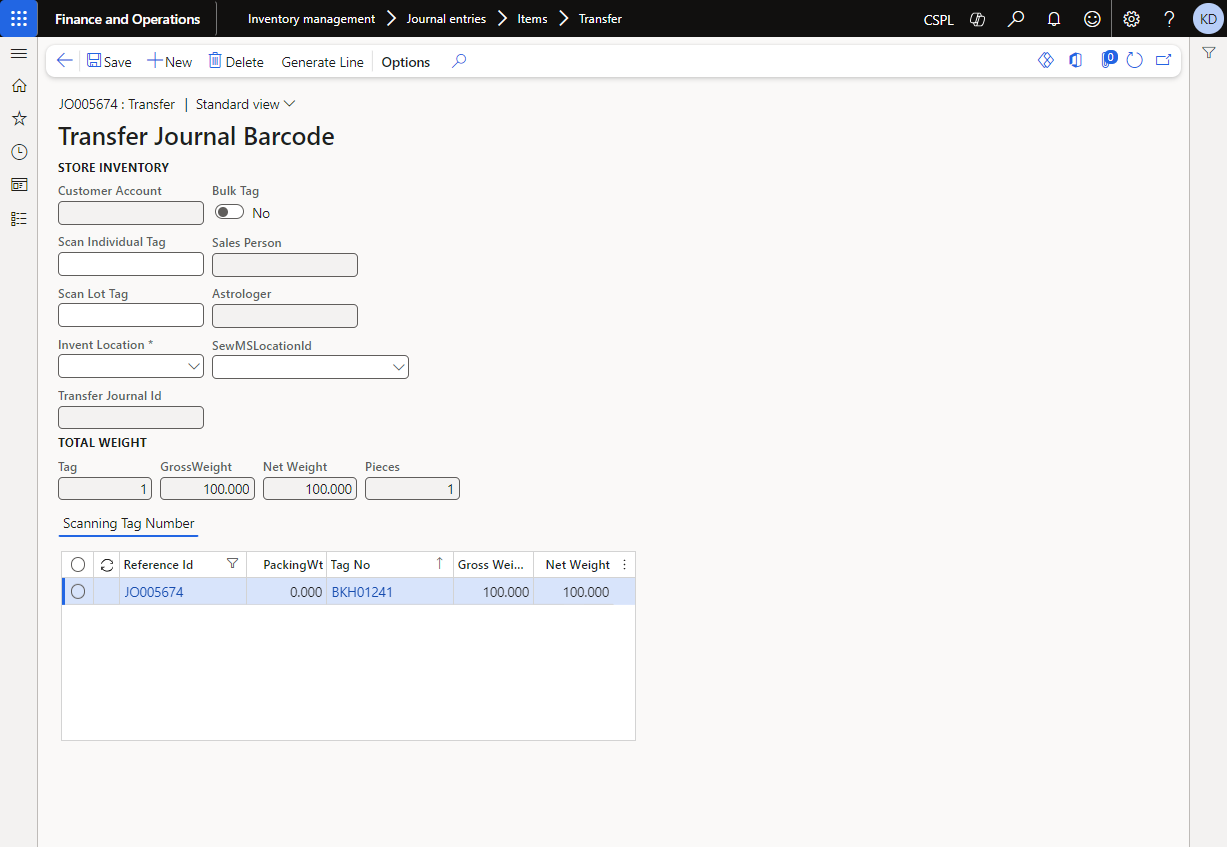 Finance and Operations
Inventory management > Journal entries > Items > Transfer
CSPL
KD
Save
New
Delete
Generate Line
Options
0
JO005674 : Transfer | Standard view
Transfer Journal Barcode
STORE INVENTORY
Customer Account
Bulk Tag
No
Scan Individual Tag
Sales Person
Scan Lot Tag
Astrologer
Invent Location *
SewMSLocationId
Transfer Journal Id
TOTAL WEIGHT
Tag GrossWeight Net Weight Pieces
1 100.000 100.000 1
Scanning Tag Number
Reference Id PackingWt Tag No Gross Wei... Net Weight
JO005674 0.000 BKH01241 100.000 100.000